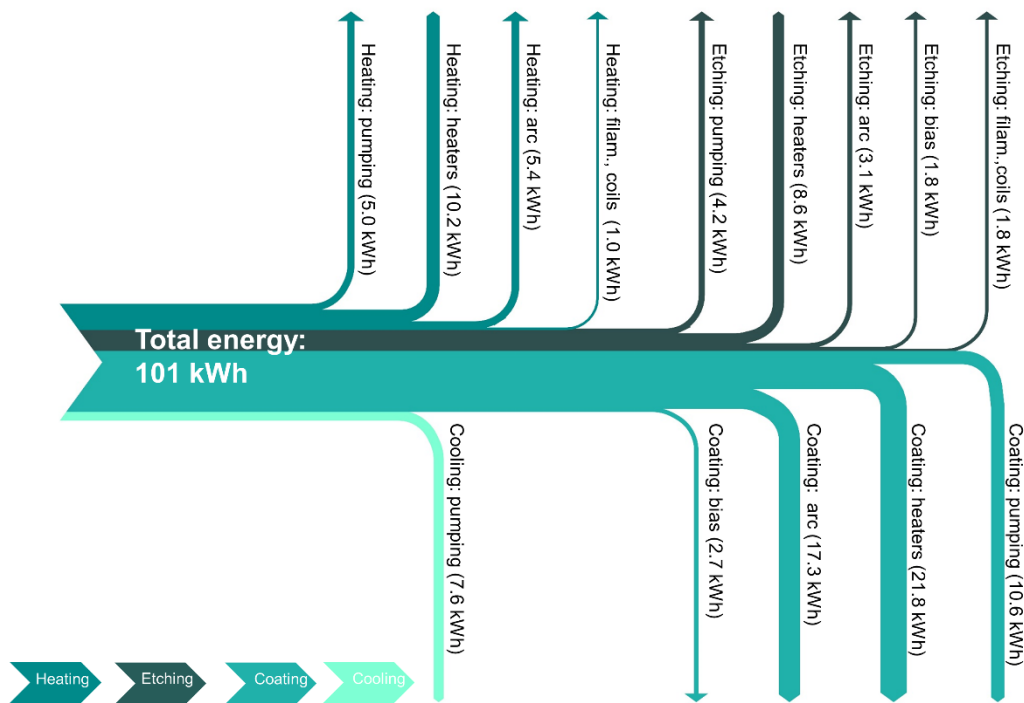 Heating: pumping (5.0 kWh)
Heating: heaters (10.2 kWh)
Heating: arc (5.4 kWh)
Heating: filam., coils (1.0 kWh)
Etching: pumping (4.2 kWh)
Etching: heaters (8.6 kWh)
Etching: arc (3.1 kWh)
Etching: bias (1.8 kWh)
Etching: filam.,coils (1.8 kWh)
Total energy:
101 kWh
Cooling: pumping (7.6 kWh)
Coating: bias (2.7 kWh)
Coating: arc (17.3 kWh)
Coating: heaters (21.8 kWh)
Coating: pumping (10.6 kWh)
Heating
Etching
Coating
Cooling